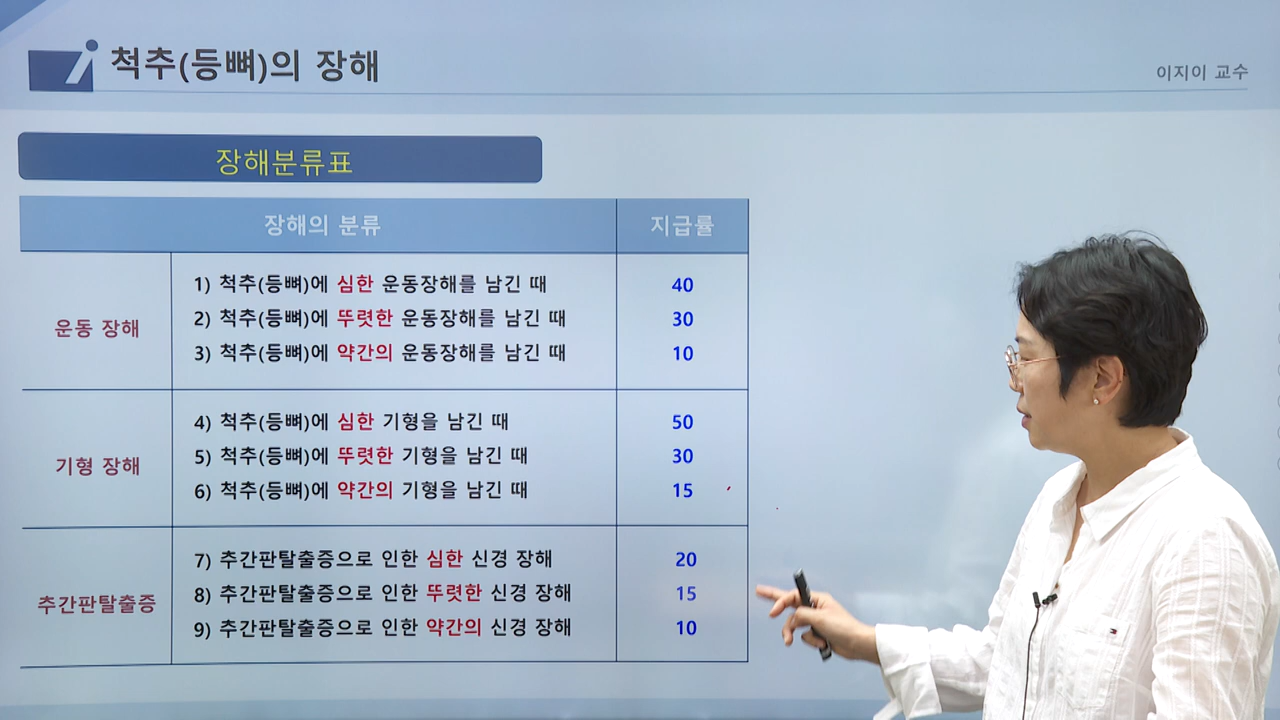 척추(등뼈)의 장해
이지이 교수
장해분류표
장해의 분류 지급률
운동 장해
1) 척추(등뼈)에 심한 운동장해를 남긴 때 40
2) 척추(등뼈)에 뚜렷한 운동장해를 남긴 때 30
3) 척추(등뼈)에 약간의 운동장해를 남긴 때 10
기형 장해
4) 척추(등뼈)에 심한 기형을 남긴 때 50
5) 척추(등뼈)에 뚜렷한 기형을 남긴 때 30
6) 척추(등뼈)에 약간의 기형을 남긴 때 15
추간판탈출증
7) 추간판탈출증으로 인한 심한 신경 장해 20
8) 추간판탈출증으로 인한 뚜렷한 신경 장해 15
9) 추간판탈출증으로 인한 약간의 신경 장해 10